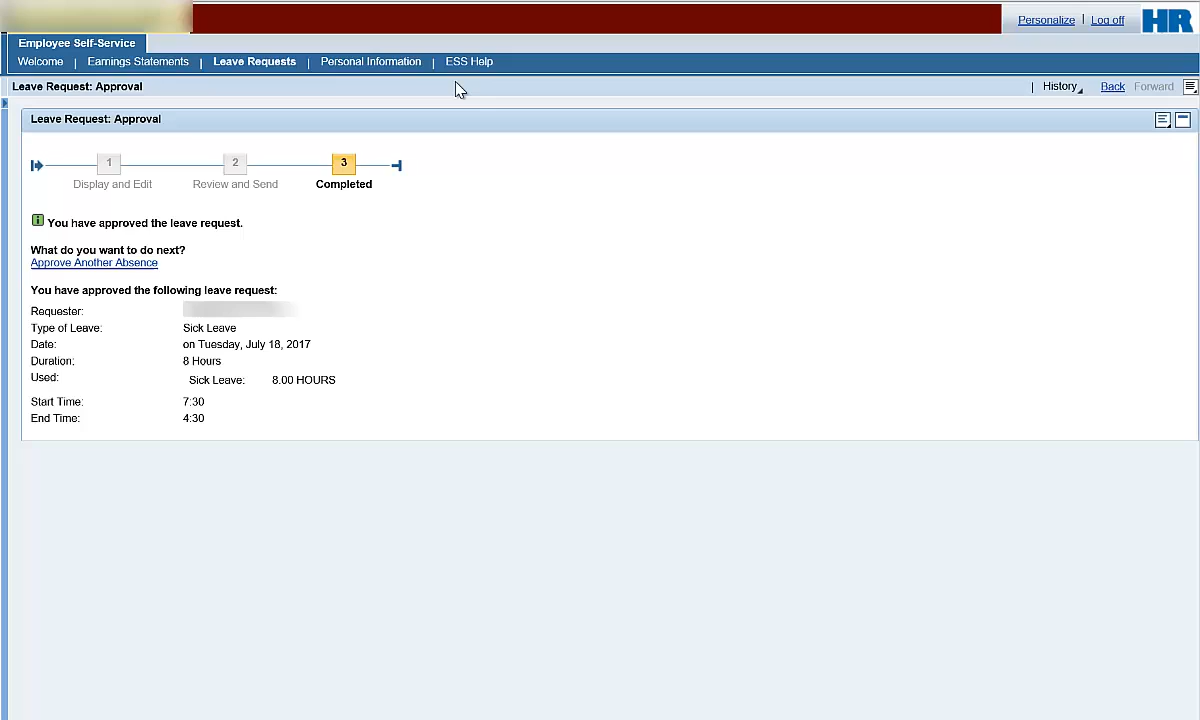 Personalize | Log off HR
Employee Self-Service
Welcome | Earnings Statements | Leave Requests | Personal Information | ESS Help
Leave Request: Approval | History Back Forward
Leave Request: Approval
1 2 3
Display and Edit Review and Send Completed
You have approved the leave request.
What do you want to do next?
Approve Another Absence
You have approved the following leave request:
Requester:
Type of Leave: Sick Leave
Date: on Tuesday, July 18, 2017
Duration: 8 Hours
Used: Sick Leave: 8.00 HOURS
Start Time: 7:30
End Time: 4:30